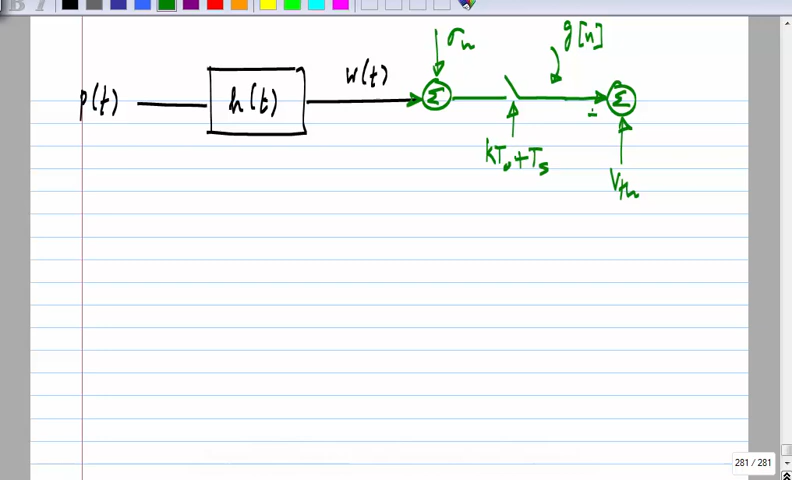 B I
σn
g[n]
p(t)
h(t)
w(t)
Σ
Σ
kT₀+Ts
Vth
281 / 281